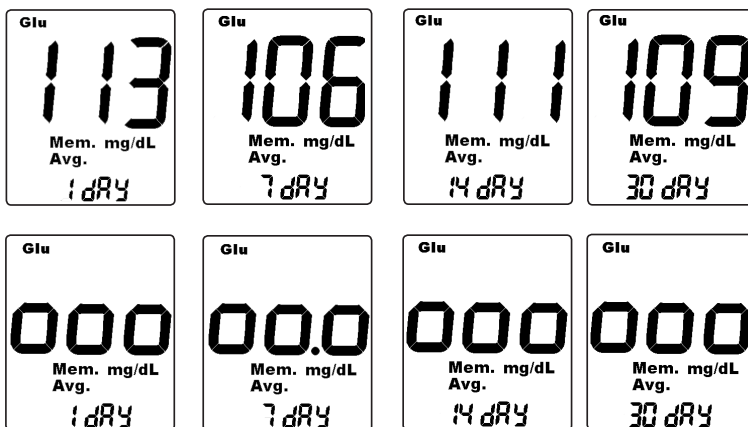 Glu
113
Mem. mg/dL
Avg.
1 dAY
Glu
106
Mem. mg/dL
Avg.
7 dAY
Glu
111
Mem. mg/dL
Avg.
14 dAY
Glu
109
Mem. mg/dL
Avg.
30 dAY
Glu
000
Mem. mg/dL
Avg.
1 dAY
Glu
00.0
Mem. mg/dL
Avg.
7 dAY
Glu
000
Mem. mg/dL
Avg.
14 dAY
Glu
000
Mem. mg/dL
Avg.
30 dAY